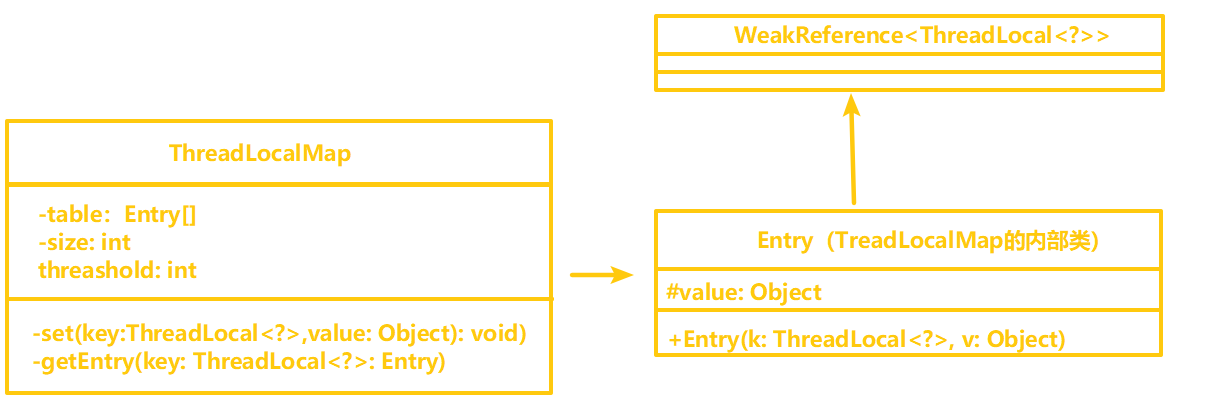 WeakReference<ThreadLocal<?>>
ThreadLocalMap
-table: Entry[]
-size: int
threashold: int
-set(key:ThreadLocal<?>,value: Object): void)
-getEntry(key: ThreadLocal<?>: Entry)
Entry（TreadLocalMap的内部类）
#value: Object
+Entry(k: ThreadLocal<?>, v: Object)